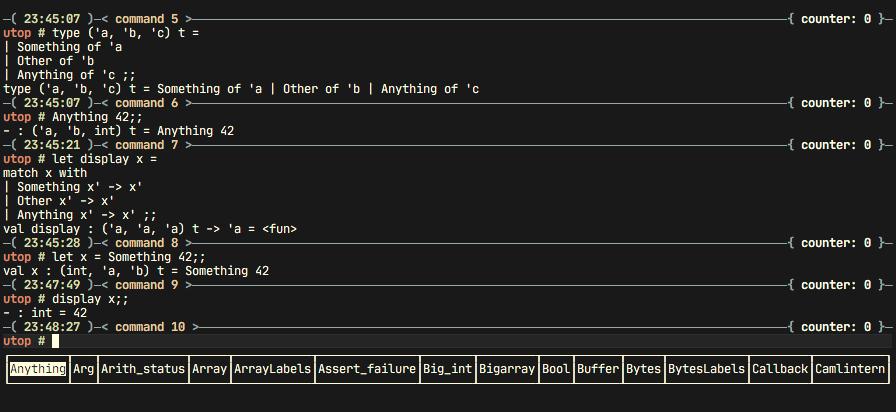 ─( 23:45:07 )─< command 5 >─{ counter: 0 }─
utop # type ('a, 'b, 'c) t =
| Something of 'a
| Other of 'b
| Anything of 'c ;;
type ('a, 'b, 'c) t = Something of 'a | Other of 'b | Anything of 'c
─( 23:45:07 )─< command 6 >─{ counter: 0 }─
utop # Anything 42;;
- : ('a, 'b, int) t = Anything 42
─( 23:45:21 )─< command 7 >─{ counter: 0 }─
utop # let display x =
match x with
| Something x' -> x'
| Other x' -> x'
| Anything x' -> x' ;;
val display : ('a, 'a, 'a) t -> 'a = <fun>
─( 23:45:28 )─< command 8 >─{ counter: 0 }─
utop # let x = Something 42;;
val x : (int, 'a, 'b) t = Something 42
─( 23:47:49 )─< command 9 >─{ counter: 0 }─
utop # display x;;
- : int = 42
─( 23:48:27 )─< command 10 >─{ counter: 0 }─
utop #
Anything│Arg│Arith_status│Array│ArrayLabels│Assert_failure│Big_int│Bigarray│Bool│Buffer│Bytes│BytesLabels│Callback│Camlintern